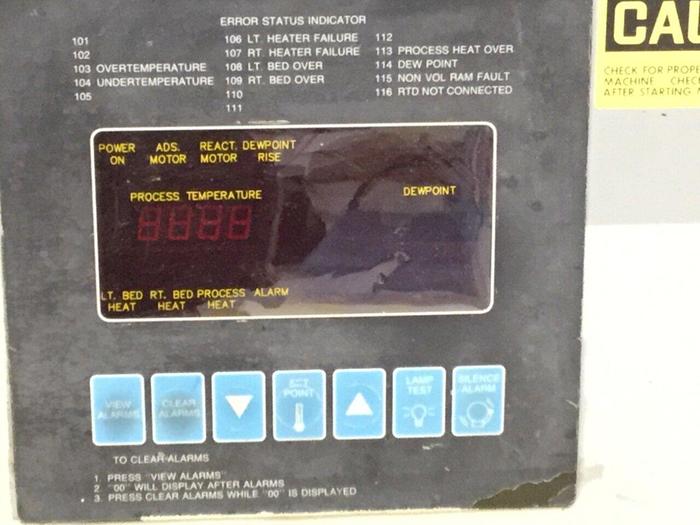 ERROR STATUS INDICATOR
101
102
103 OVERTEMPERATURE
104 UNDERTEMPERATURE
105
106 LT. HEATER FAILURE
107 RT. HEATER FAILURE
108 LT. BED OVER
109 RT. BED OVER
110
111
112
113 PROCESS HEAT OVER
114 DEW POINT
115 NON VOL RAM FAULT
116 RTD NOT CONNECTED
CAU
CHECK FOR PROPE
MACHINE CHEC
AFTER STARTING
POWER ON
ADS. MOTOR
REACT. MOTOR
DEWPOINT RISE
PROCESS TEMPERATURE
DEWPOINT
8888
LT. BED HEAT
RT. BED HEAT
PROCESS HEAT
ALARM
VIEW ALARMS
CLEAR ALARMS
SET POINT
LAMP TEST
SILENCE ALARM
TO CLEAR ALARMS
1. PRESS "VIEW ALARMS"
2. "00" WILL DISPLAY AFTER ALARMS
3. PRESS CLEAR ALARMS WHILE "00" IS DISPLAYED